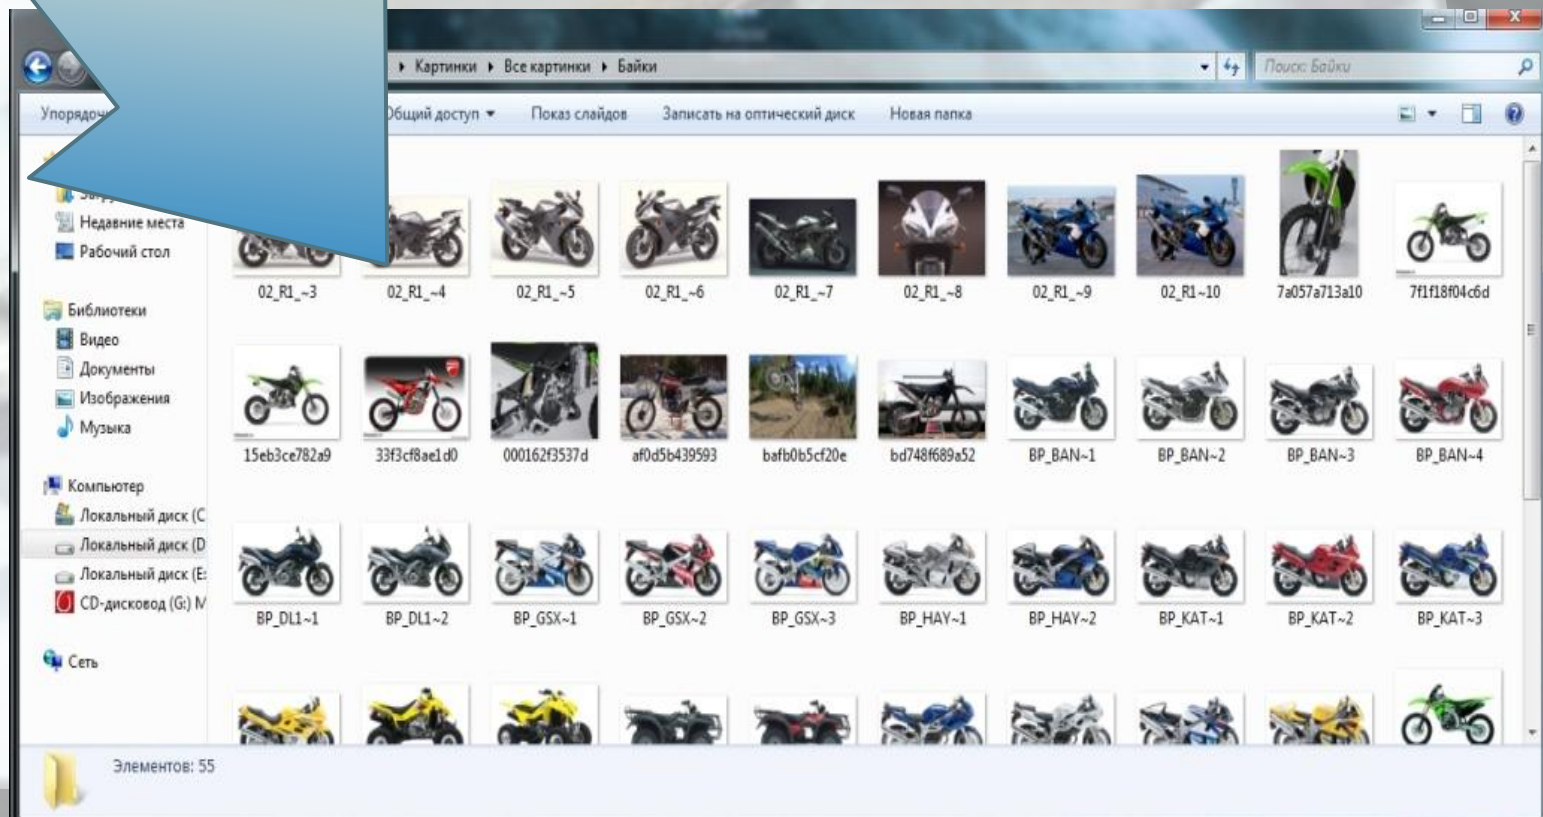 Картинки ▸ Все картинки ▸ Байки
Поиск: Байки
Общий доступ
Показ слайдов
Записать на оптический диск
Новая папка
Недавние места
Рабочий стол
Библиотеки
Видео
Документы
Изображения
Музыка
Компьютер
Локальный диск (C
Локальный диск (D
Локальный диск (E:
CD-дисковод (G:) M
Сеть
02_R1_~3 02_R1_~4 02_R1_~5 02_R1_~6 02_R1_~7 02_R1_~8 02_R1_~9 02_R1~10 7a057a713a10 7f1f18f04c6d
15eb3ce782a9 33f3cf8ae1d0 000162f3537d af0d5b439593 bafb0b5cf20e bd748f689a52 BP_BAN~1 BP_BAN~2 BP_BAN~3 BP_BAN~4
BP_DL1~1 BP_DL1~2 BP_GSX~1 BP_GSX~2 BP_GSX~3 BP_HAY~1 BP_HAY~2 BP_KAT~1 BP_KAT~2 BP_KAT~3
Элементов: 55